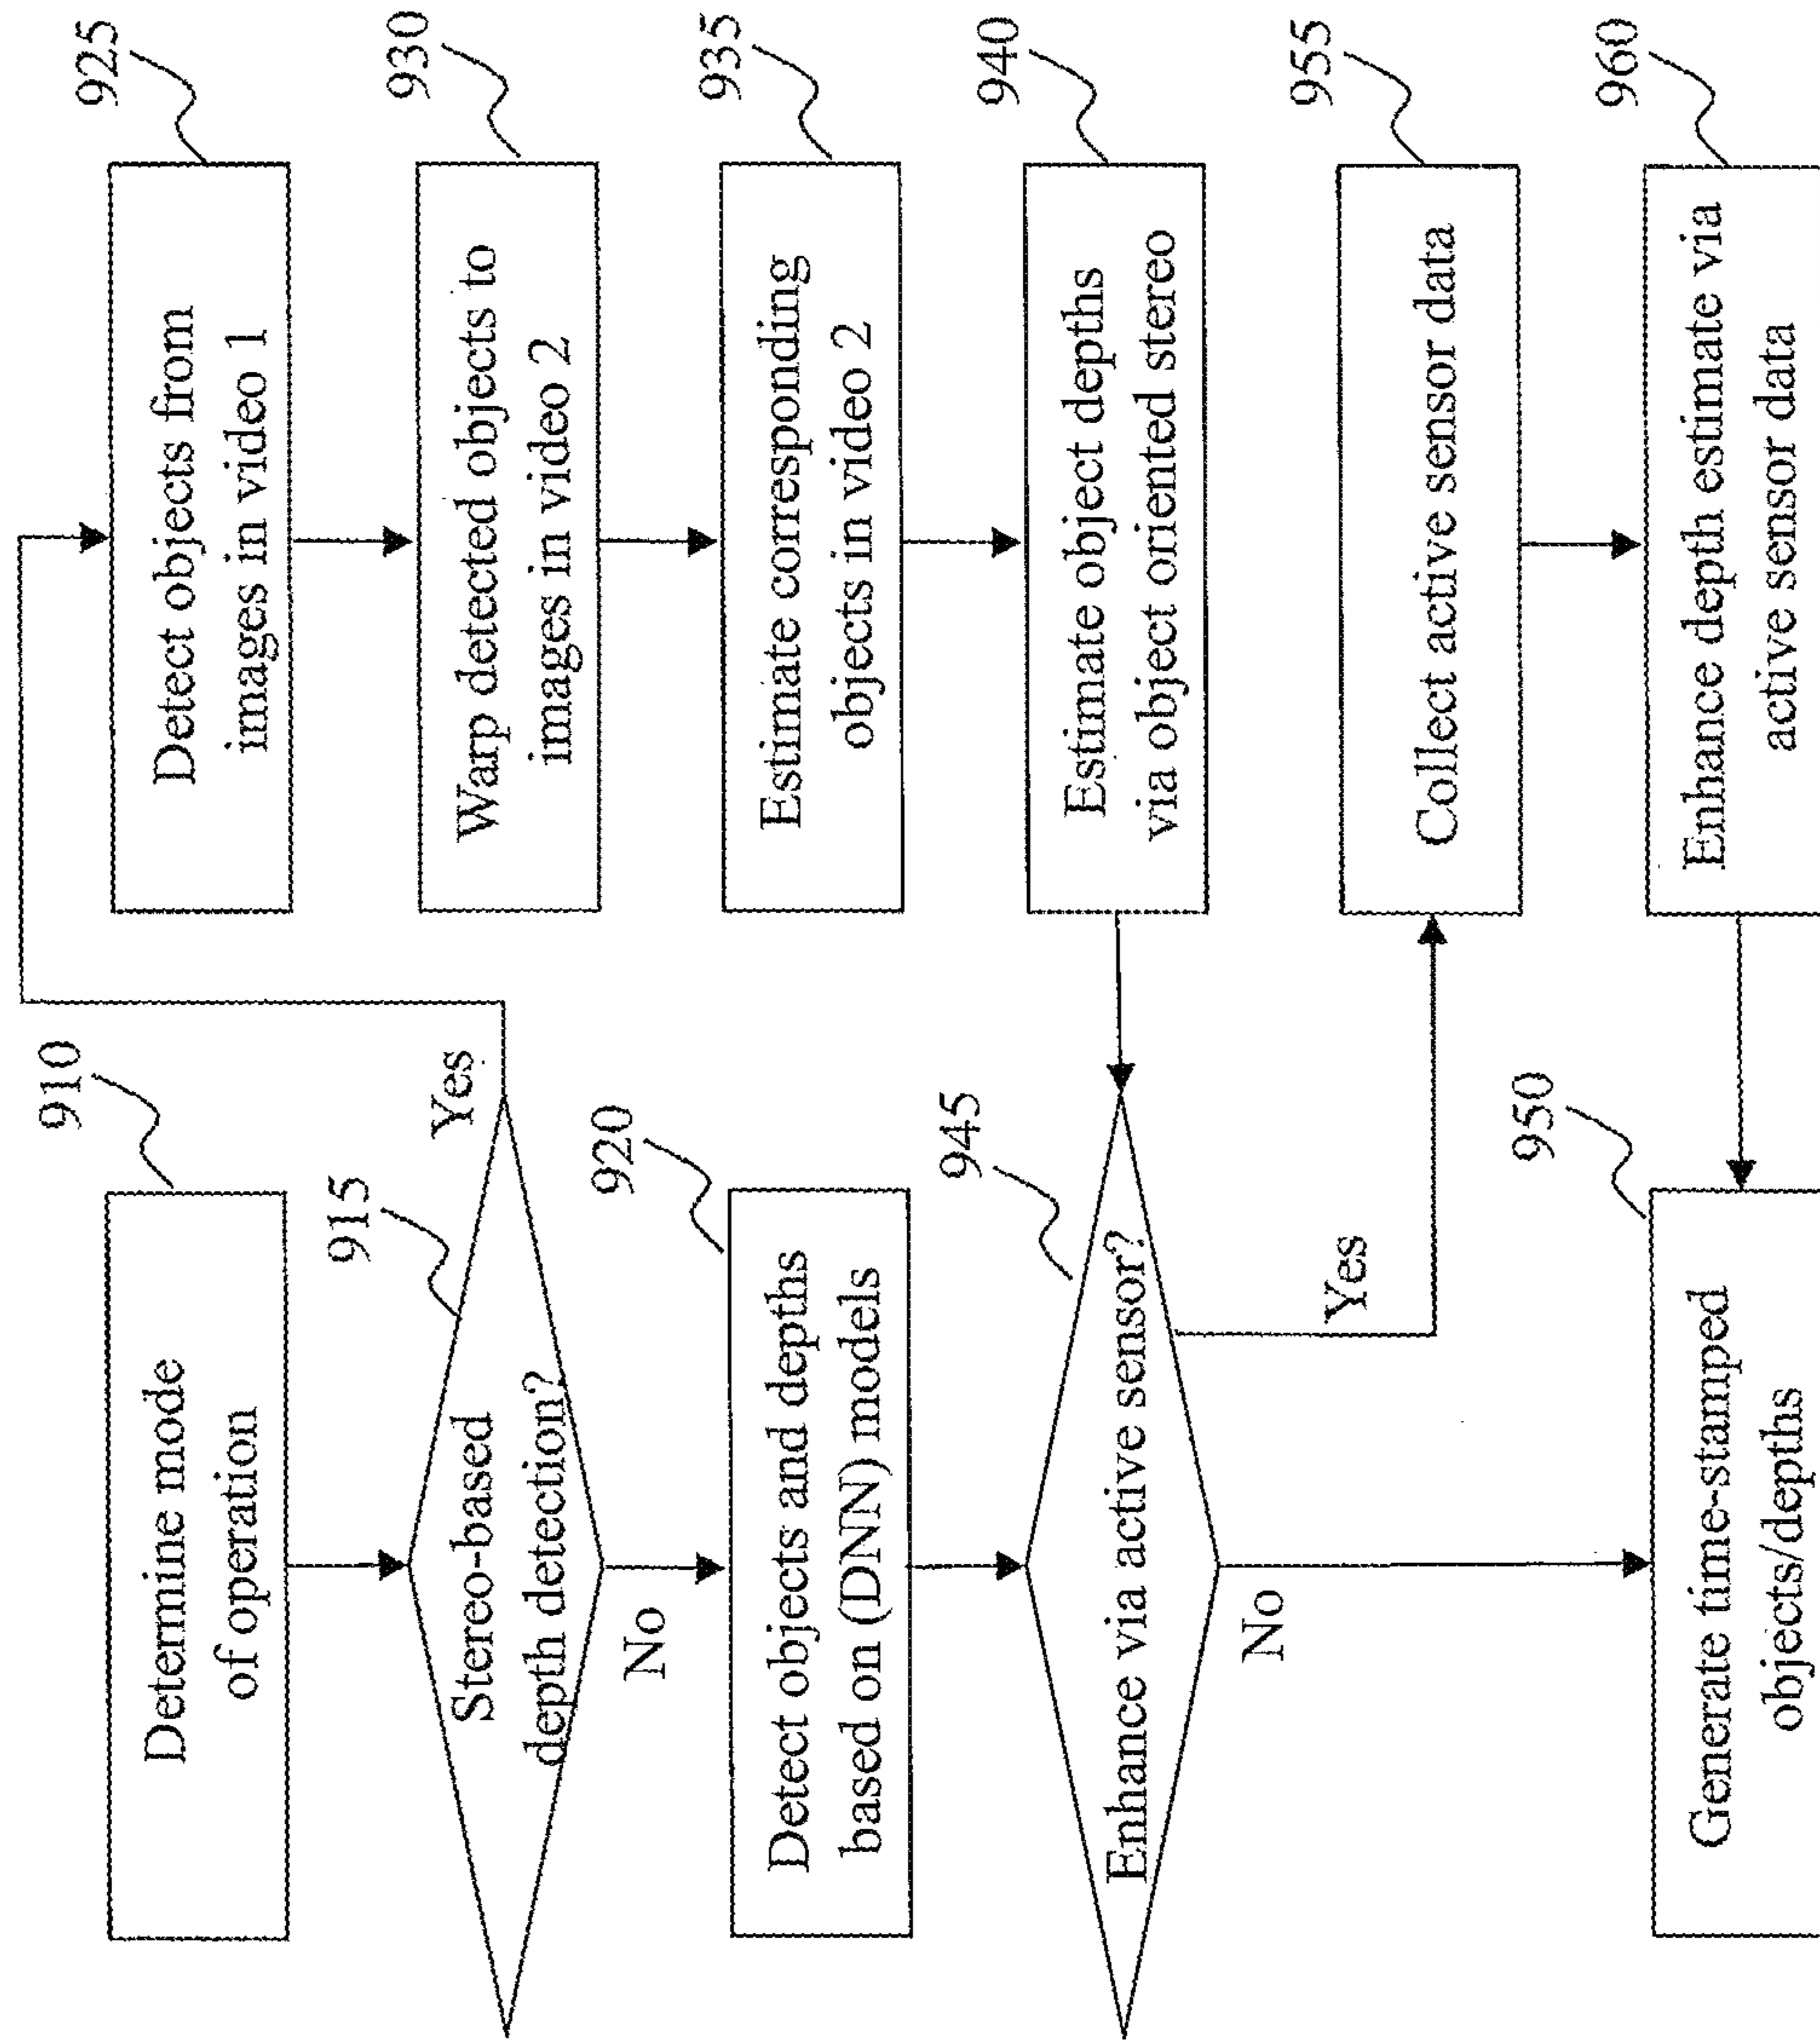 910
Determine mode
of operation
915
Stereo-based
depth detection?
Yes
No
920
Detect objects and depths
based on (DNN) models
925
Detect objects from
images in video 1
930
Warp detected objects to
images in video 2
935
Estimate corresponding
objects in video 2
940
Estimate object depths
via object oriented stereo
945
Enhance via active sensor?
Yes
No
955
Collect active sensor data
960
Enhance depth estimate via
active sensor data
950
Generate time-stamped
objects/depths